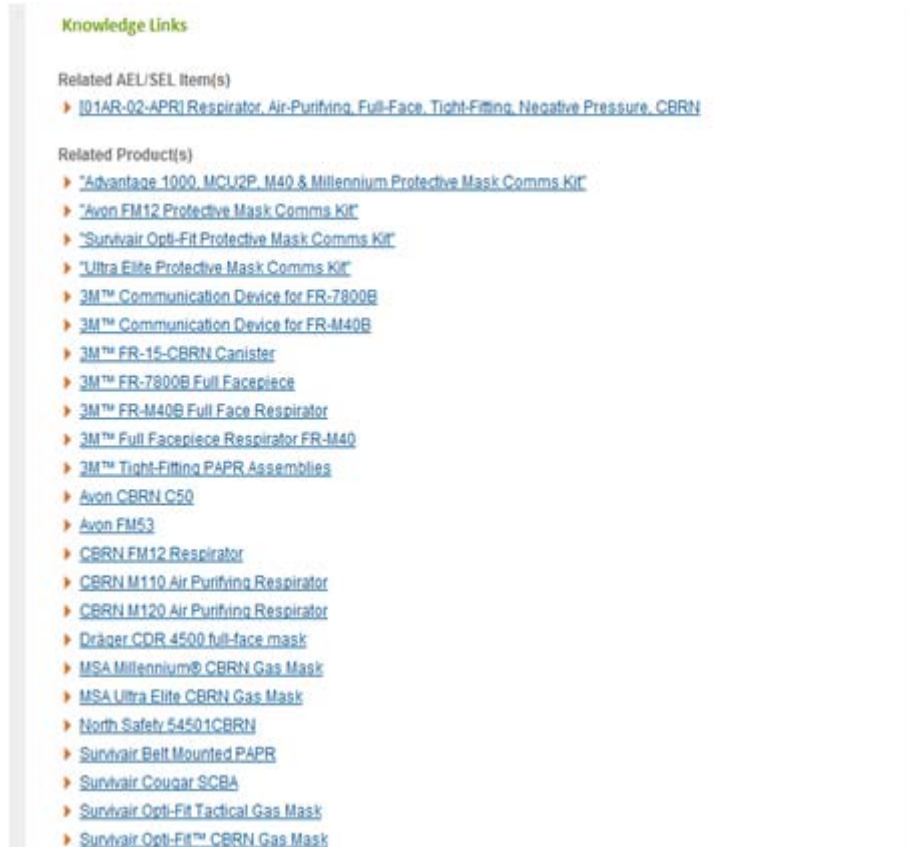 Knowledge Links
Related AEL/SEL Item(s)
[01AR-02-APR] Respirator, Air-Purifying, Full-Face, Tight-Fitting, Negative Pressure, CBRN
Related Product(s)
"Advantage 1000, MCU2P, M40 & Millennium Protective Mask Comms Kit"
"Avon FM12 Protective Mask Comms Kit"
"Survivair Opti-Fit Protective Mask Comms Kit"
"Ultra Elite Protective Mask Comms Kit"
3M™ Communication Device for FR-7800B
3M™ Communication Device for FR-M40B
3M™ FR-15-CBRN Canister
3M™ FR-7800B Full Facepiece
3M™ FR-M40B Full Face Respirator
3M™ Full Facepiece Respirator FR-M40
3M™ Tight-Fitting PAPR Assemblies
Avon CBRN C50
Avon FM53
CBRN FM12 Respirator
CBRN M110 Air Purifying Respirator
CBRN M120 Air Purifying Respirator
Dräger CDR 4500 full-face mask
MSA Millennium® CBRN Gas Mask
MSA Ultra Elite CBRN Gas Mask
North Safety 54501CBRN
Survivair Belt Mounted PAPR
Survivair Cougar SCBA
Survivair Opti-Fit Tactical Gas Mask
Survivair Opti-Fit™ CBRN Gas Mask